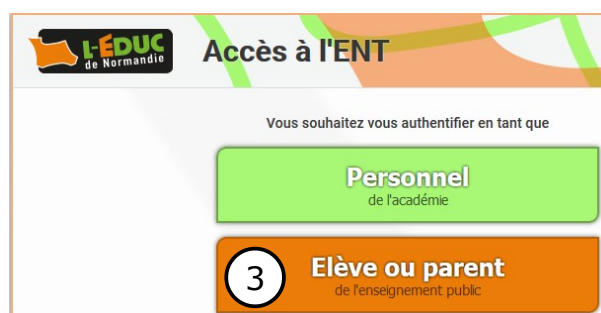 L'ÉDUC
de Normandie
Accès à l'ENT
Vous souhaitez vous authentifier en tant que
Personnel
de l'académie
3
Elève ou parent
de l'enseignement public